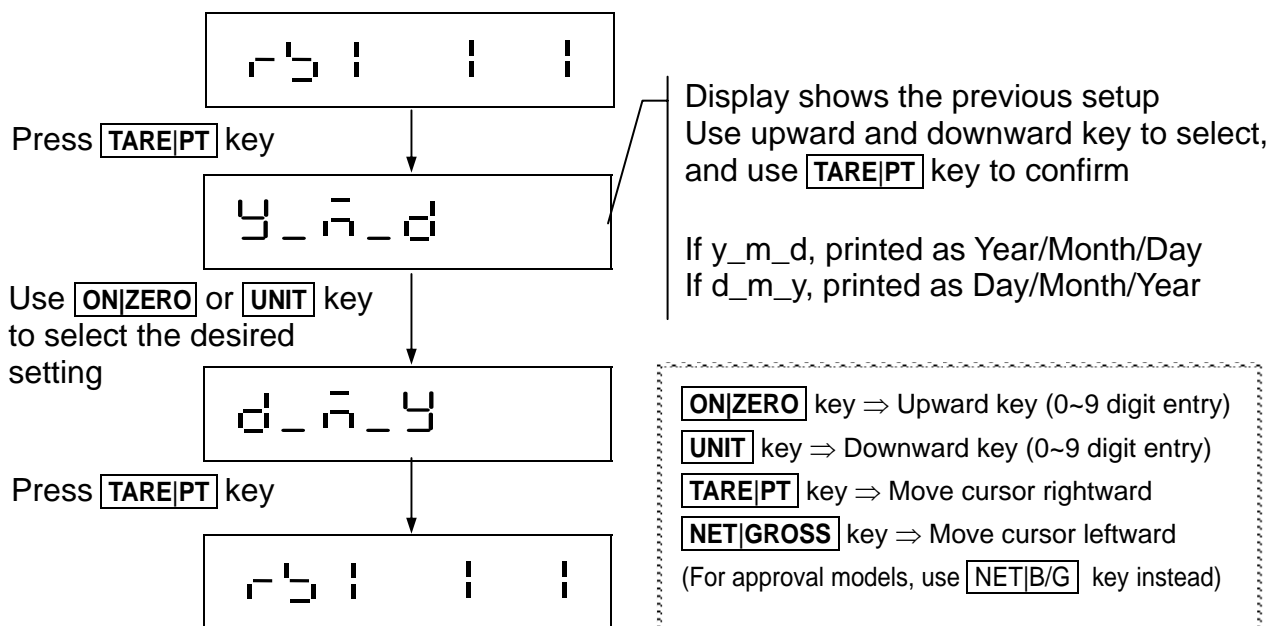 rS1 1 1
Press TARE|PT key
y_m_d
Use ON|ZERO or UNIT key
to select the desired
setting
d_m_y
Press TARE|PT key
rS1 1 1
Display shows the previous setup
Use upward and downward key to select,
and use TARE|PT key to confirm
If y_m_d, printed as Year/Month/Day
If d_m_y, printed as Day/Month/Year
ON|ZERO key ⇒ Upward key (0~9 digit entry)
UNIT key ⇒ Downward key (0~9 digit entry)
TARE|PT key ⇒ Move cursor rightward
NET|GROSS key ⇒ Move cursor leftward
(For approval models, use NET|B/G key instead)